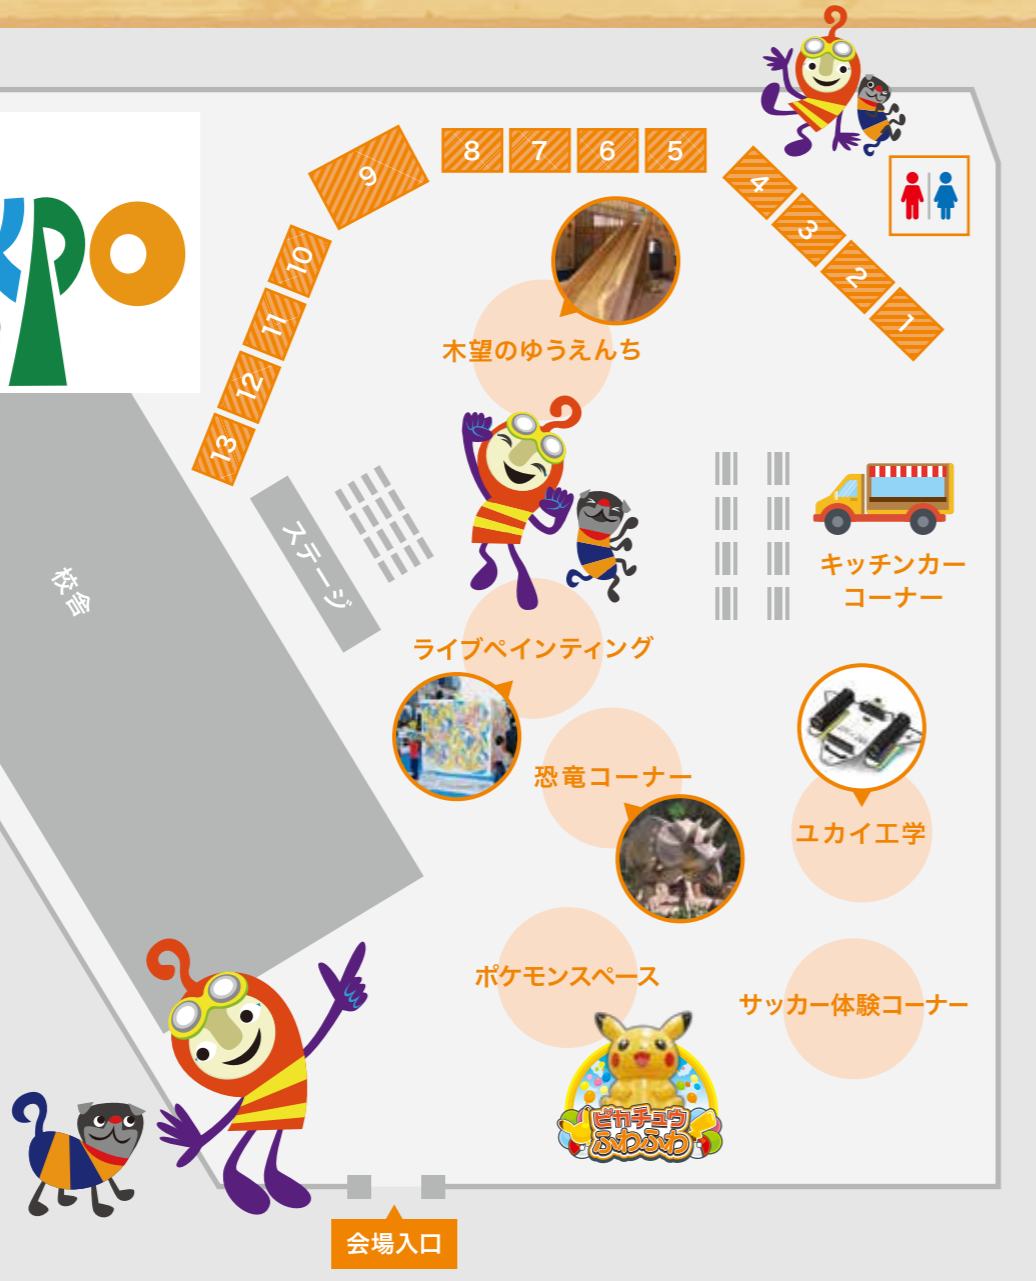 PO
9
8
7
6
5
4
3
2
1
10
11
12
13
木望のゆうえんち
ステージ
校舎
キッチンカー
コーナー
ライブペインティング
恐竜コーナー
ユカイ工学
ポケモンスペース
サッカー体験コーナー
ピカチュウ
ふわふわ
会場入口